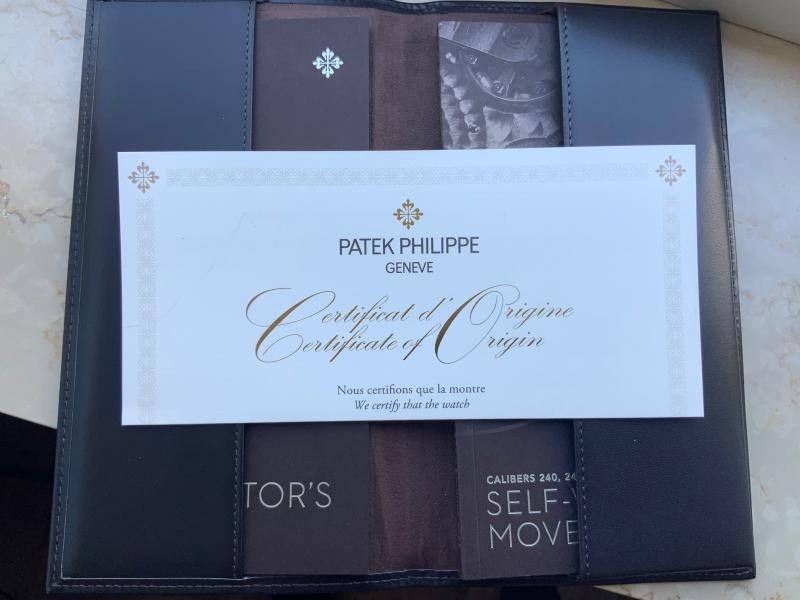 PATEK PHILIPPE
GENEVE
Certificat d'Origine
Certificate of Origin
Nous certifions que la montre
We certify that the watch
TOR'S
CALIBERS 240, 24
SELF-
MOVE